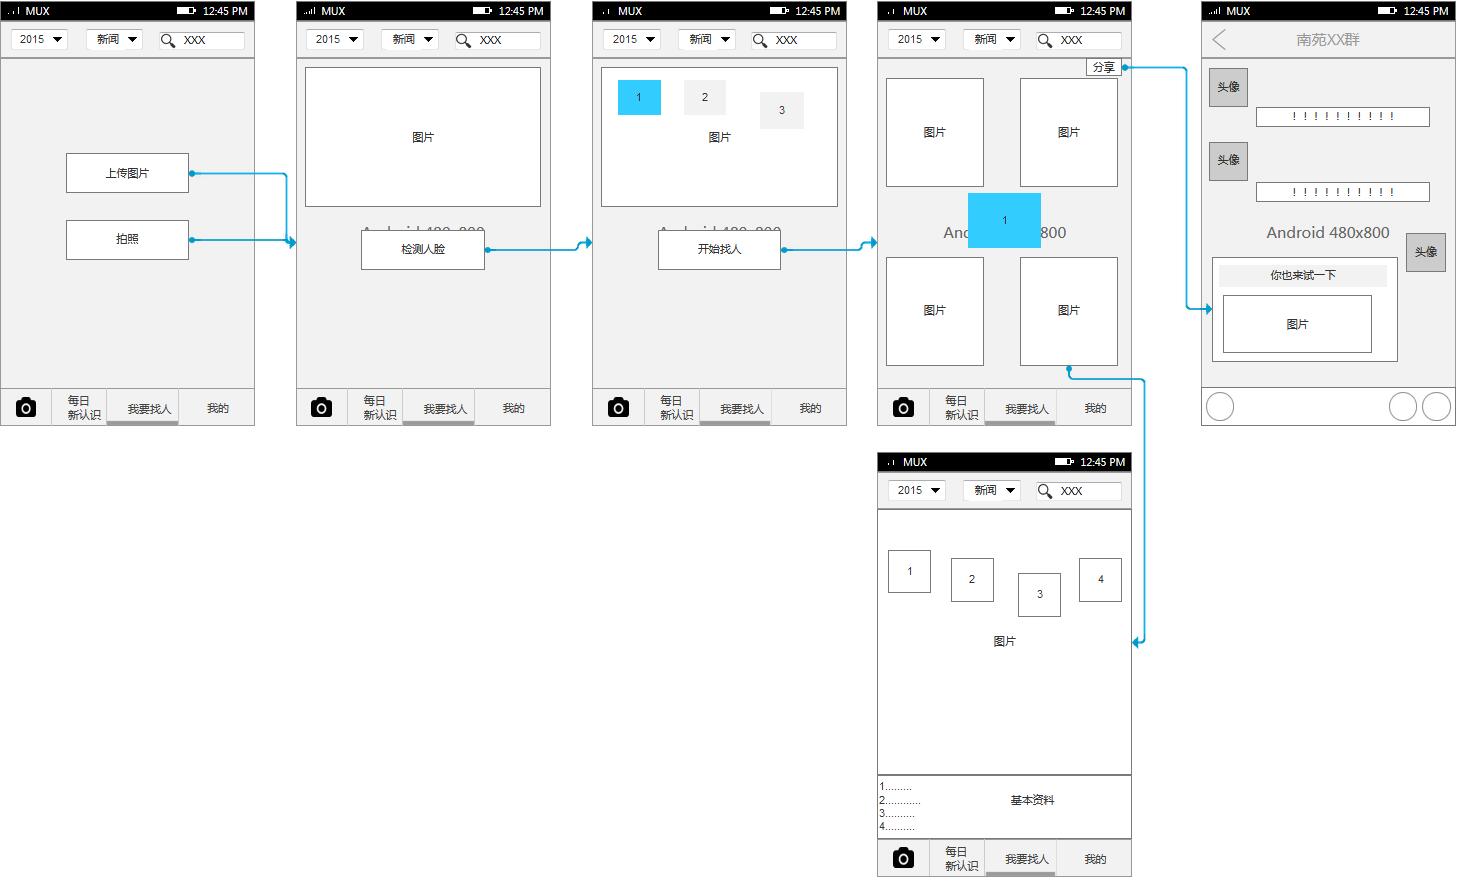 MUX 12:45 PM
2015 新闻 XXX
上传图片
拍照
每日
新认识
我要找人
我的
MUX 12:45 PM
2015 新闻 XXX
图片
检测人脸
每日
新认识
我要找人
我的
MUX 12:45 PM
2015 新闻 XXX
1
2
3
图片
开始找人
每日
新认识
我要找人
我的
MUX 12:45 PM
2015 新闻 XXX
分享
图片
图片
1
图片
图片
每日
新认识
我要找人
我的
MUX 12:45 PM
南苑XX群
头像
！！！！！！！！！！
头像
！！！！！！！！！！
Android 480x800
头像
你也来试一下
图片
MUX 12:45 PM
2015 新闻 XXX
1
2
3
4
图片
1.........
2............
3..........
4..........
基本资料
每日
新认识
我要找人
我的